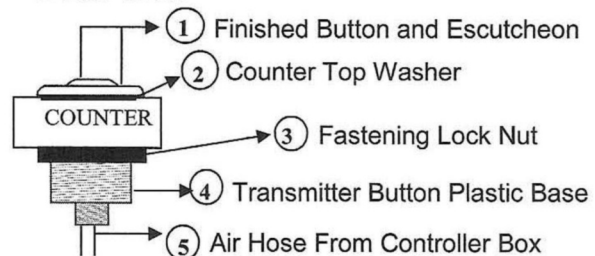 1 Finished Button and Escutcheon
2 Counter Top Washer
COUNTER
3 Fastening Lock Nut
4 Transmitter Button Plastic Base
5 Air Hose From Controller Box